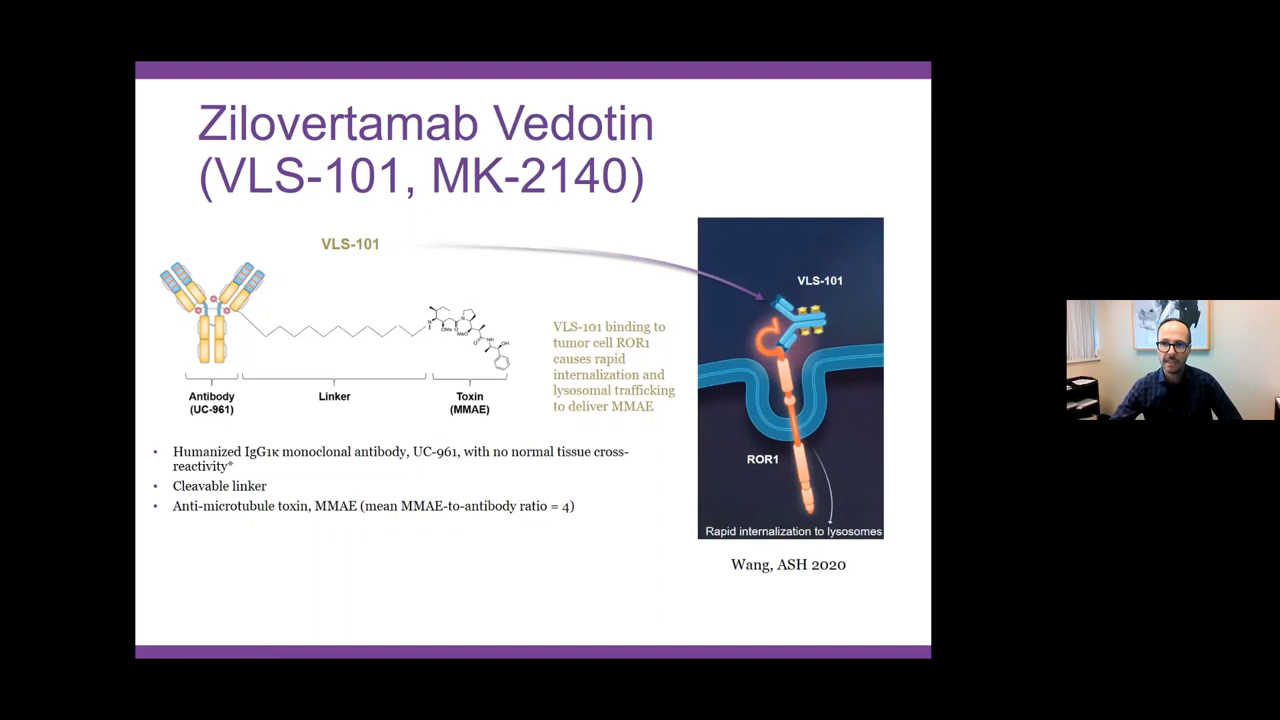 Zilovertamab Vedotin
(VLS-101, MK-2140)
VLS-101
VLS-101
VLS-101 binding to
tumor cell ROR1
causes rapid
internalization and
lysosomal trafficking
to deliver MMAE
Antibody
(UC-961)
Linker
Toxin
(MMAE)
ROR1
Rapid internalization to lysosomes
Wang, ASH 2020
• Humanized IgG1κ monoclonal antibody, UC-961, with no normal tissue cross-
reactivity*
• Cleavable linker
• Anti-microtubule toxin, MMAE (mean MMAE-to-antibody ratio = 4)